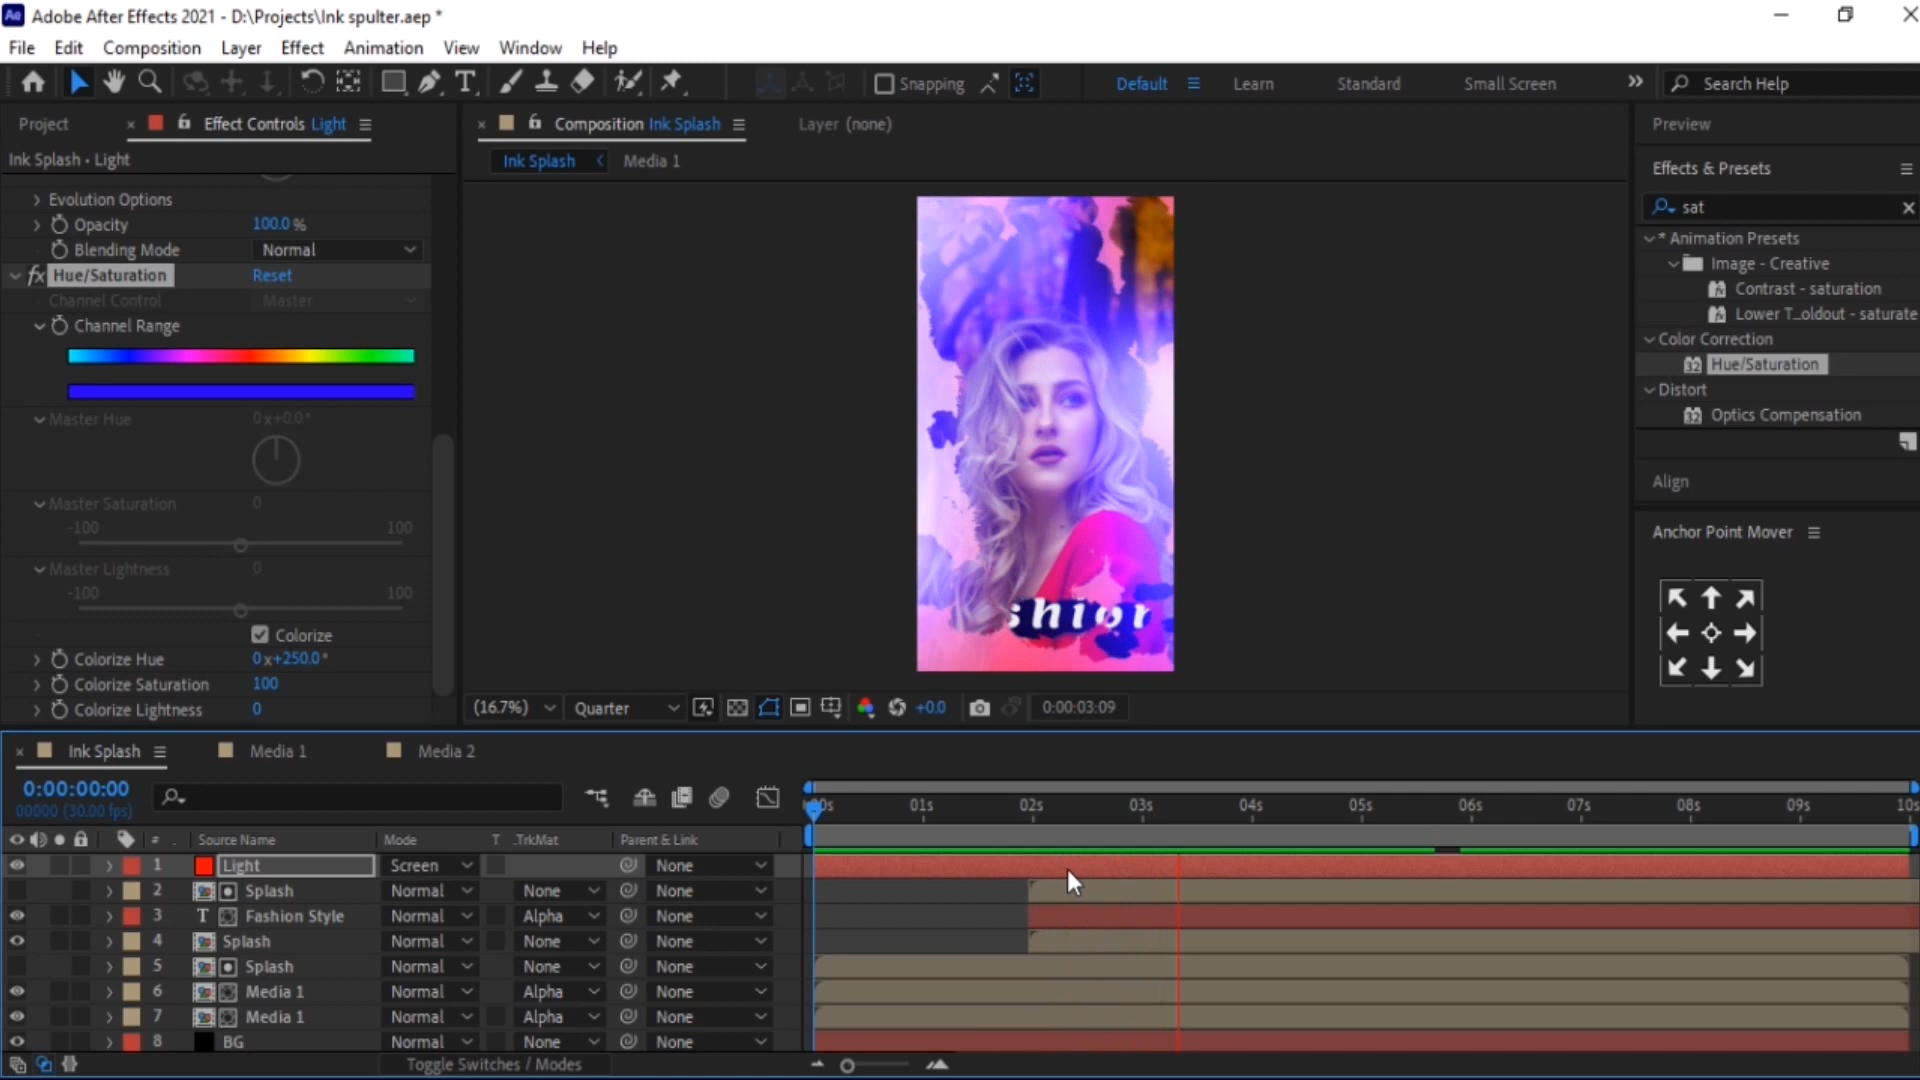 Ae Adobe After Effects 2021 - D:\Projects\Ink spulter.aep *
File Edit Composition Layer Effect Animation View Window Help
Snapping Default Learn Standard Small Screen Search Help
Project Effect Controls Light
Composition Ink Splash Layer (none)
Preview
Ink Splash • Light
Ink Splash Media 1
Effects & Presets
Evolution Options
sat
Opacity 100.0 %
* Animation Presets
Blending Mode Normal
Image - Creative
fx Hue/Saturation Reset
Contrast - saturation
Channel Control Master
Lower T_oldout - saturate
Channel Range
Color Correction
Hue/Saturation
Distort
Optics Compensation
Master Hue 0x+0.0°
Align
Master Saturation 0
-100 100
Anchor Point Mover
Master Lightness 0
-100 100
shior
Colorize
Colorize Hue 0x+250.0°
Colorize Saturation 100
Colorize Lightness 0
(16.7%) Quarter +0.0 0:00:03:09
Ink Splash Media 1 Media 2
0:00:00:00
00000 (30.00 fps)
00s 01s 02s 03s 04s 05s 06s 07s 08s 09s 10s
# Source Name Mode T .TrkMat Parent & Link
1 Light Screen None
2 Splash Normal None None
3 T Fashion Style Normal Alpha None
4 Splash Normal None None
5 Splash Normal None None
6 Media 1 Normal Alpha None
7 Media 1 Normal Alpha None
8 BG Normal None None
Toggle Switches / Modes